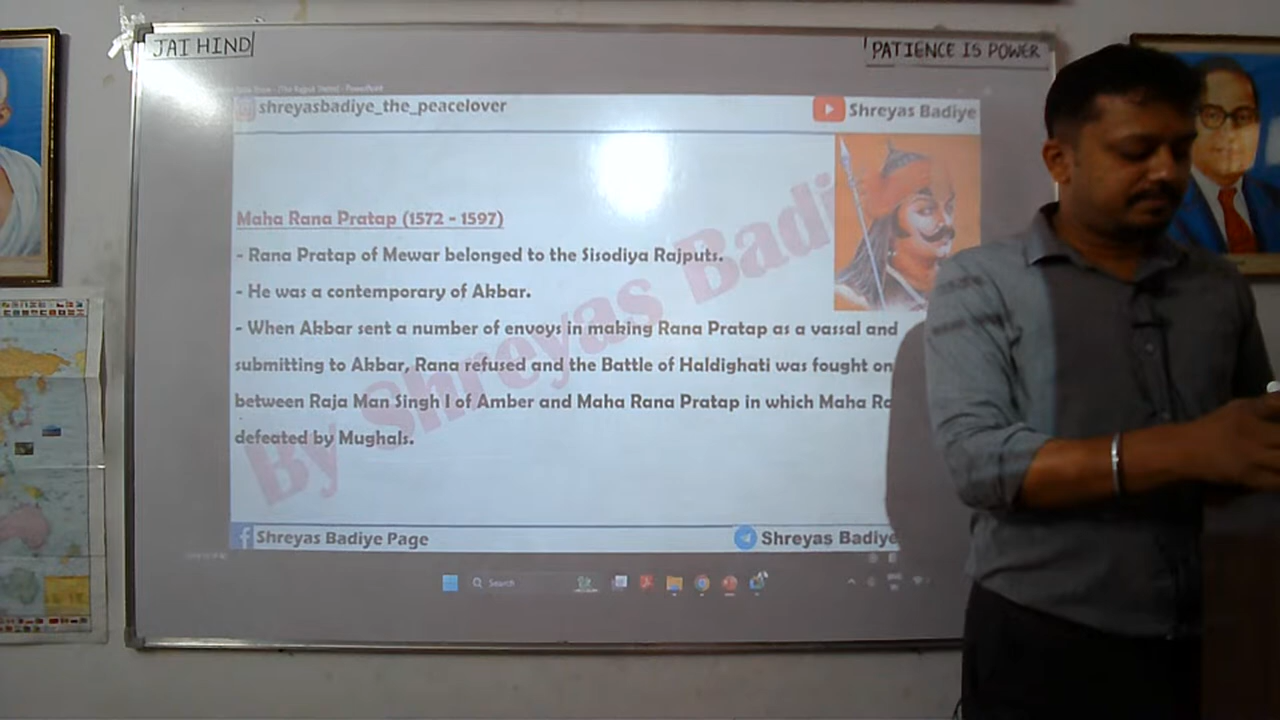 JAI HIND
PATIENCE IS POWER
shreyasbadiye_the_peacelover
Shreyas Badiye
Maha Rana Pratap (1572 - 1597)
- Rana Pratap of Mewar belonged to the Sisodiya Rajputs.
- He was a contemporary of Akbar.
- When Akbar sent a number of envoys in making Rana Pratap as a vassal and
submitting to Akbar, Rana refused and the Battle of Haldighati was fought on
between Raja Man Singh I of Amber and Maha Rana Pratap in which Maha
defeated by Mughals.
By Shreyas Badi
Shreyas Badiye Page
Shreyas Badiye
Search